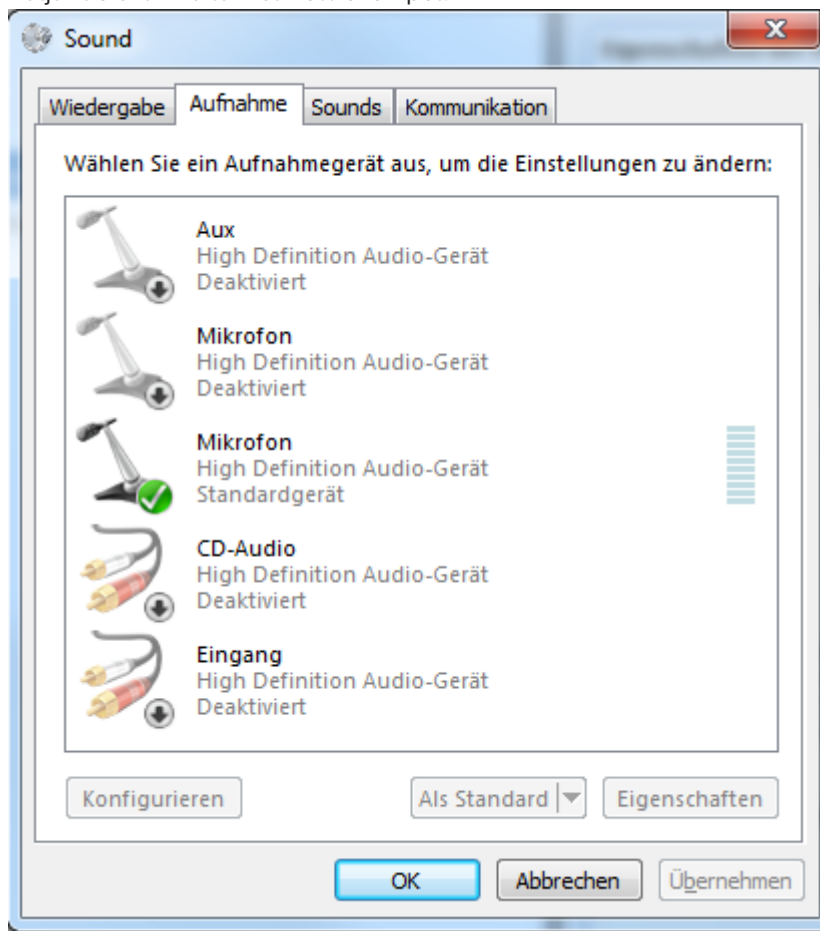 Sound
Wiedergabe Aufnahme Sounds Kommunikation
Wählen Sie ein Aufnahmegerät aus, um die Einstellungen zu ändern:
Aux
High Definition Audio-Gerät
Deaktiviert
Mikrofon
High Definition Audio-Gerät
Deaktiviert
Mikrofon
High Definition Audio-Gerät
Standardgerät
CD-Audio
High Definition Audio-Gerät
Deaktiviert
Eingang
High Definition Audio-Gerät
Deaktiviert
Konfigurieren Als Standard Eigenschaften
OK Abbrechen Übernehmen